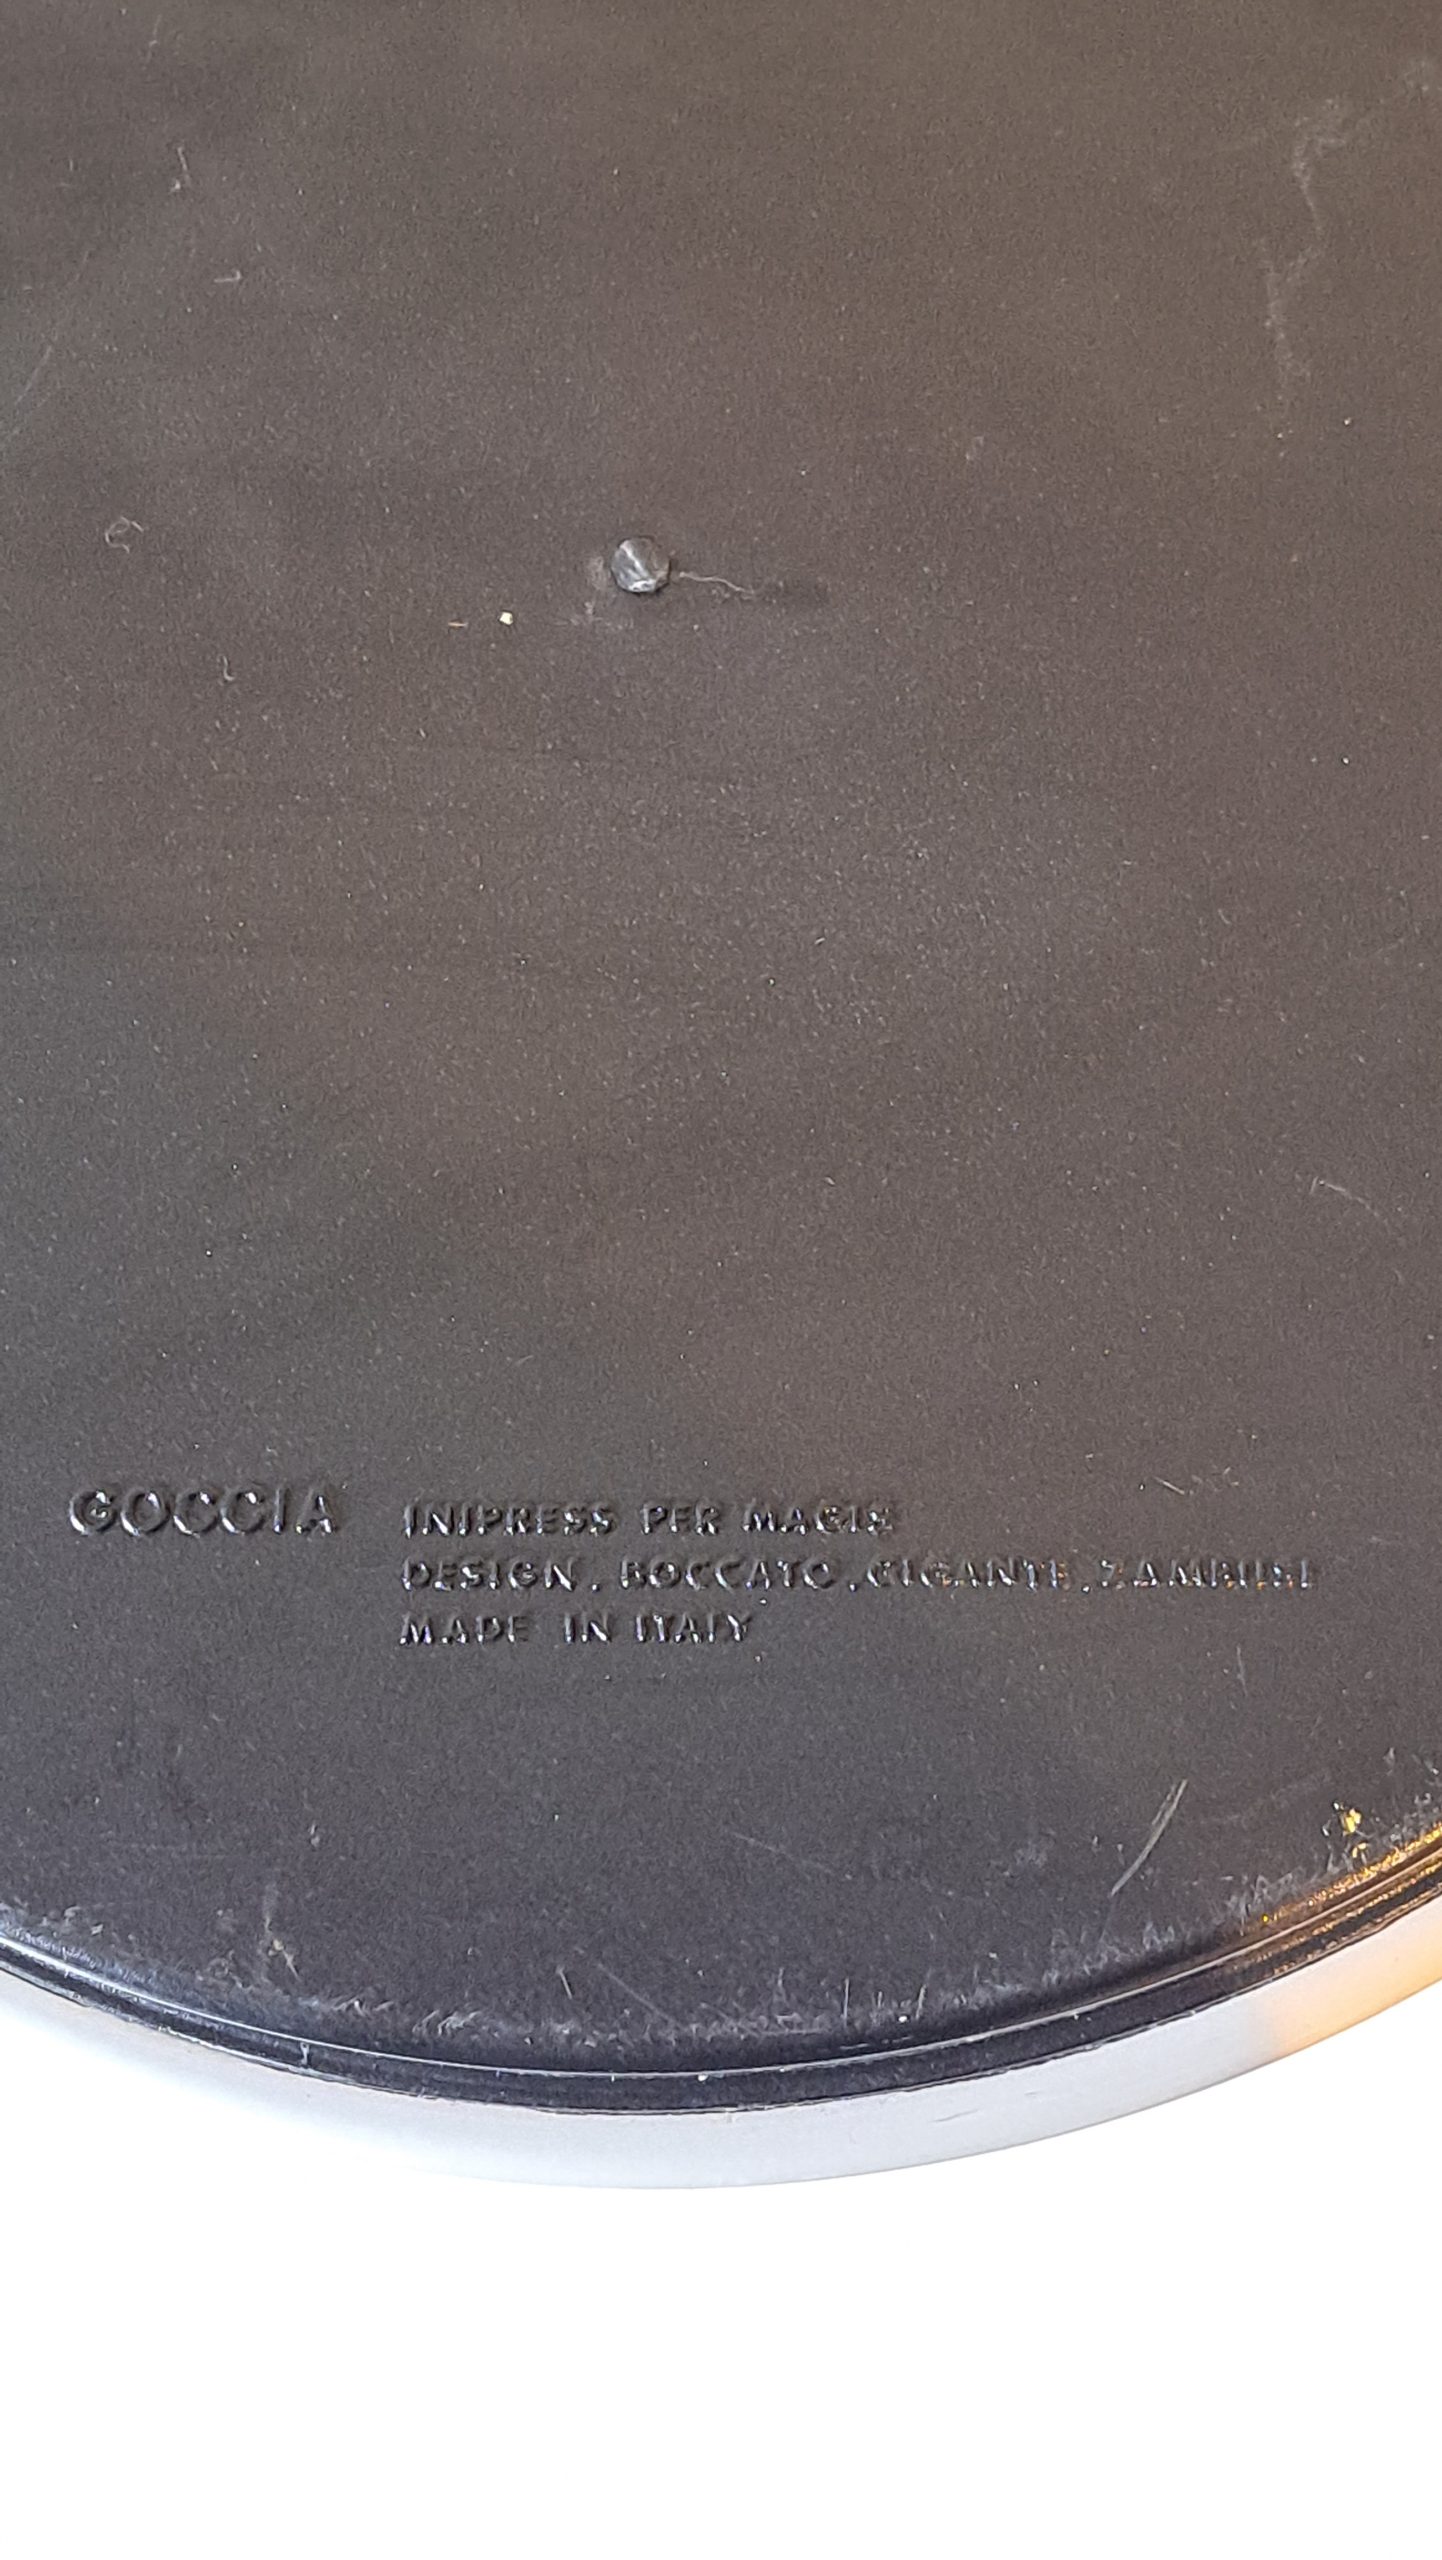 GOCCIA INIPRESS PER MAGIS
DESIGN. BOCCATO, GIGANTE, ZAMBUSI
MADE IN ITALY